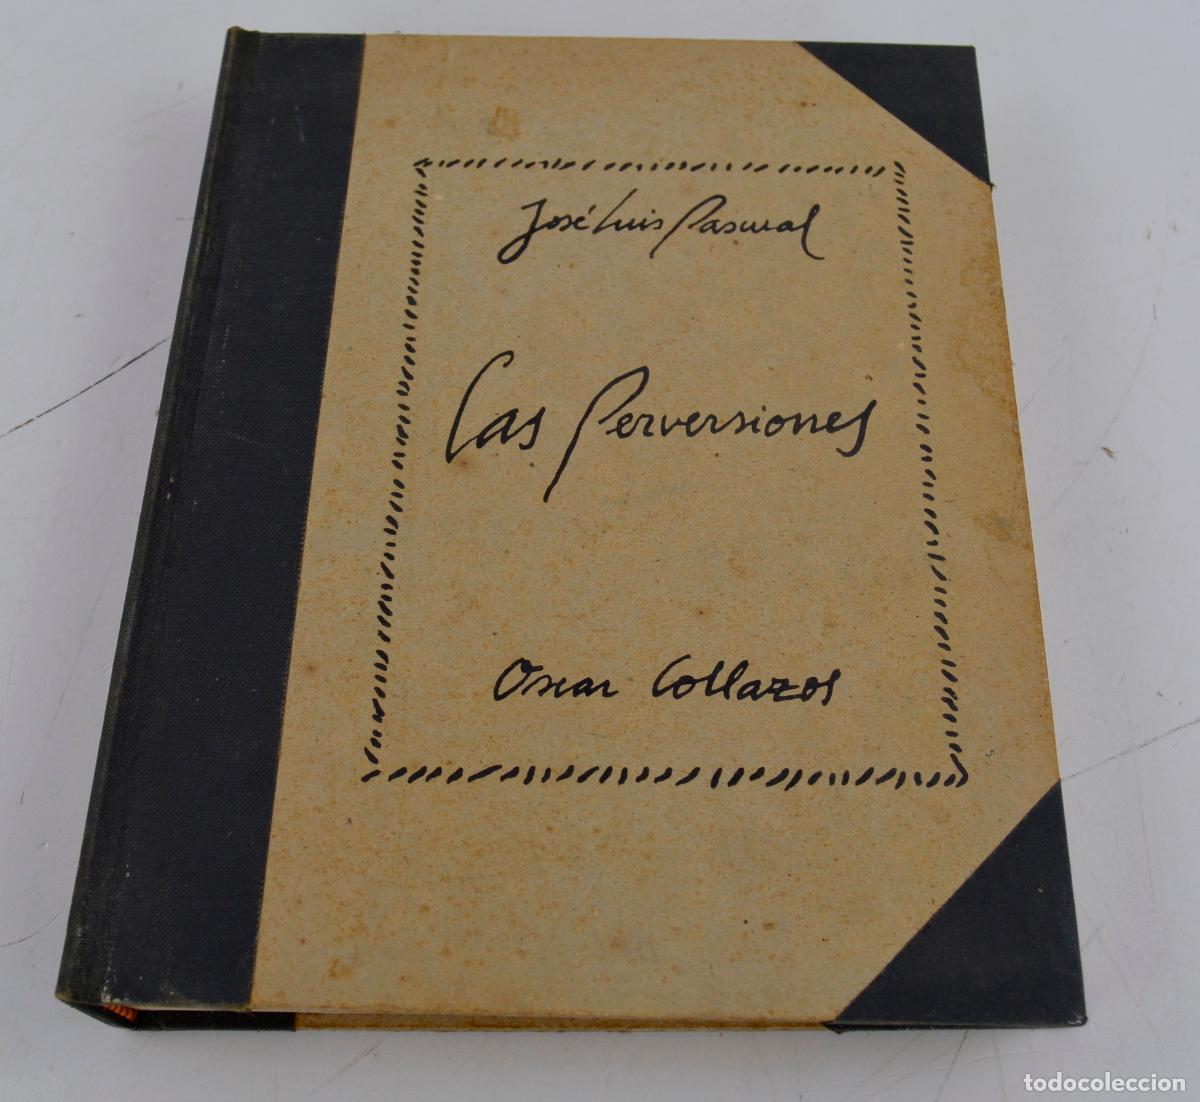 José Luis Pascual
Las Perversiones
Oscar Collazos
todocoleccion